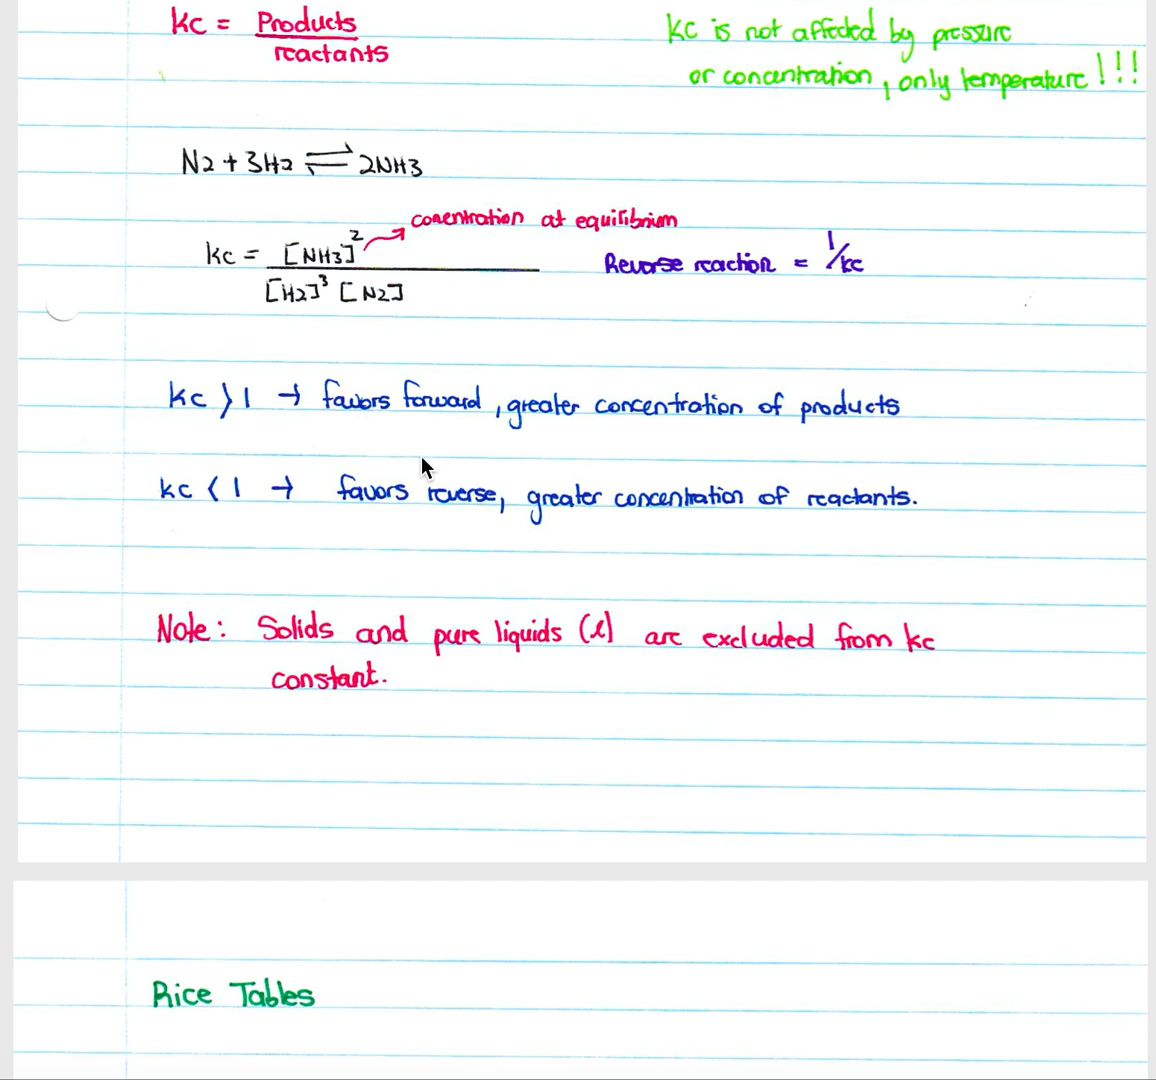 Kc = Products
reactants
Kc is not affected by pressure
or concentration, only temperature!!!
N2 + 3H2 ⇌ 2NH3
conentration at equilibrium
Kc = [NH3]²
[H2]³ [N2]
Reverse reaction = 1/Kc
Kc > 1 → favors forward, greater concentration of products
Kc < 1 → favors reverse, greater concentration of reactants.
Note: Solids and pure liquids (l) are excluded from Kc
constant.
Rice Tables